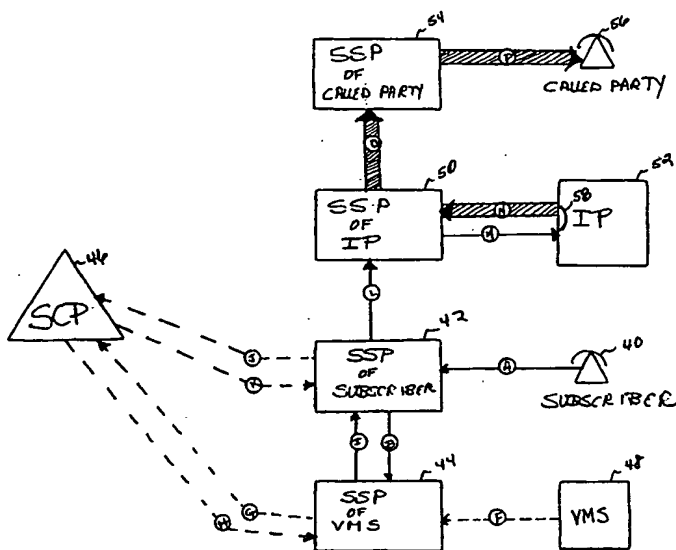 54
SSP
OF
CALLED PARTY
P
56
CALLED PARTY
O
50
SSP
OF
IP
N
M
52
58
IP
46
SCP
L
J
K
42
SSP
OF
SUBSCRIBER
A
40
SUBSCRIBER
I
B
G
H
44
SSP
OF
VMS
F
48
VMS